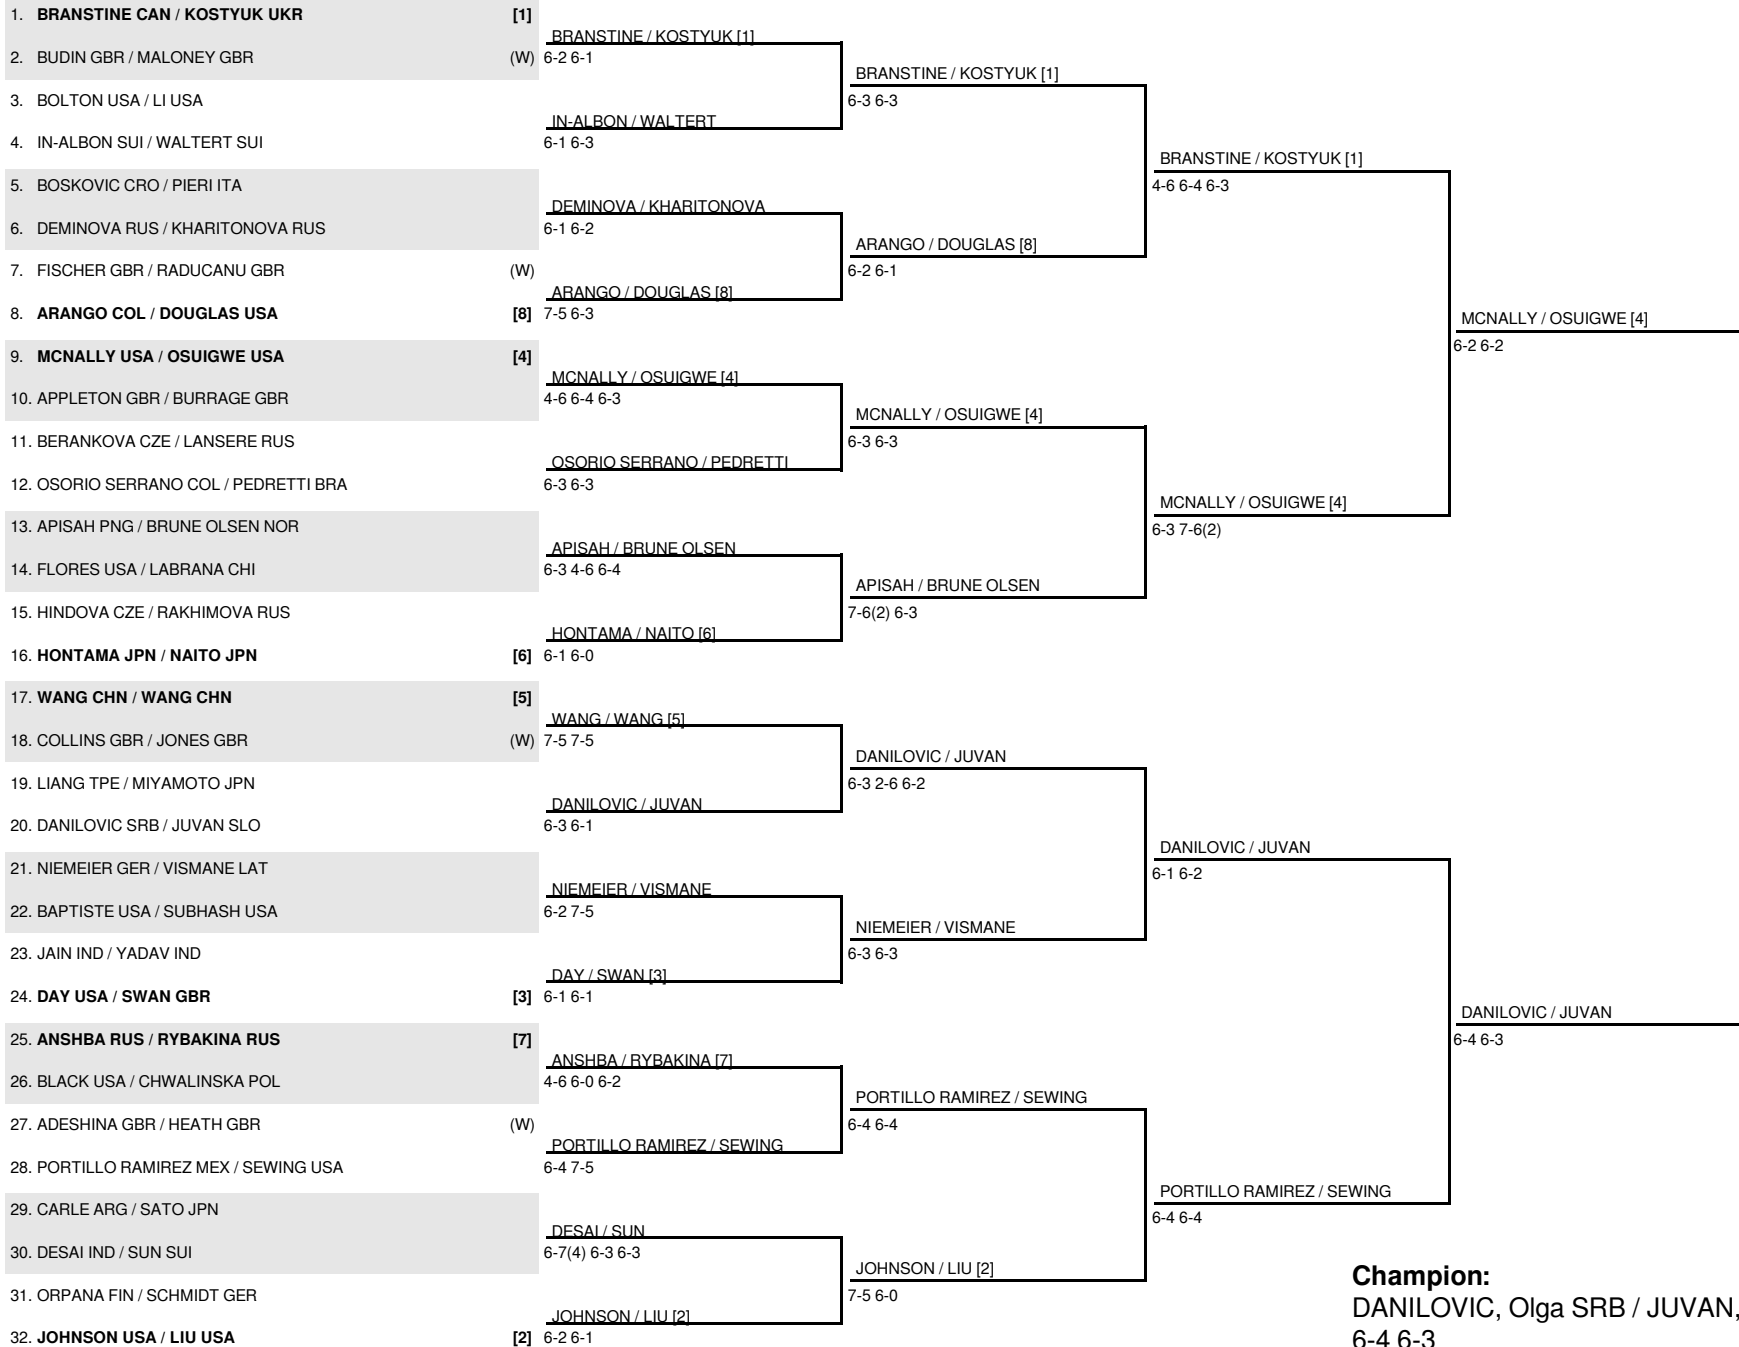 1. BRANSTINE CAN / KOSTYUK UKR [1]
2. BUDIN GBR / MALONEY GBR (W)
3. BOLTON USA / LI USA
4. IN-ALBON SUI / WALTERT SUI
5. BOSKOVIC CRO / PIERI ITA
6. DEMINOVA RUS / KHARITONOVA RUS
7. FISCHER GBR / RADUCANU GBR (W)
8. ARANGO COL / DOUGLAS USA [8]
9. MCNALLY USA / OSUIGWE USA [4]
10. APPLETON GBR / BURRAGE GBR
11. BERANKOVA CZE / LANSERE RUS
12. OSORIO SERRANO COL / PEDRETTI BRA
13. APISAH PNG / BRUNE OLSEN NOR
14. FLORES USA / LABRANA CHI
15. HINDOVA CZE / RAKHIMOVA RUS
16. HONTAMA JPN / NAITO JPN [6]
17. WANG CHN / WANG CHN [5]
18. COLLINS GBR / JONES GBR (W)
19. LIANG TPE / MIYAMOTO JPN
20. DANILOVIC SRB / JUVAN SLO
21. NIEMEIER GER / VISMANE LAT
22. BAPTISTE USA / SUBHASH USA
23. JAIN IND / YADAV IND
24. DAY USA / SWAN GBR [3]
25. ANSHBA RUS / RYBAKINA RUS [7]
26. BLACK USA / CHWALINSKA POL
27. ADESHINA GBR / HEATH GBR (W)
28. PORTILLO RAMIREZ MEX / SEWING USA
29. CARLE ARG / SATO JPN
30. DESAI IND / SUN SUI
31. ORPANA FIN / SCHMIDT GER
32. JOHNSON USA / LIU USA [2]
BRANSTINE / KOSTYUK [1]
6-2 6-1
IN-ALBON / WALTERT
6-1 6-3
DEMINOVA / KHARITONOVA
6-1 6-2
ARANGO / DOUGLAS [8]
7-5 6-3
MCNALLY / OSUIGWE [4]
4-6 6-4 6-3
OSORIO SERRANO / PEDRETTI
6-3 6-3
APISAH / BRUNE OLSEN
6-3 4-6 6-4
HONTAMA / NAITO [6]
6-1 6-0
WANG / WANG [5]
7-5 7-5
DANILOVIC / JUVAN
6-3 6-1
NIEMEIER / VISMANE
6-2 7-5
DAY / SWAN [3]
6-1 6-1
ANSHBA / RYBAKINA [7]
4-6 6-0 6-2
PORTILLO RAMIREZ / SEWING
6-4 7-5
DESAI / SUN
6-7(4) 6-3 6-3
JOHNSON / LIU [2]
6-2 6-1
BRANSTINE / KOSTYUK [1]
6-3 6-3
ARANGO / DOUGLAS [8]
6-2 6-1
MCNALLY / OSUIGWE [4]
6-3 6-3
APISAH / BRUNE OLSEN
7-6(2) 6-3
DANILOVIC / JUVAN
6-3 2-6 6-2
NIEMEIER / VISMANE
6-3 6-3
PORTILLO RAMIREZ / SEWING
6-4 6-4
JOHNSON / LIU [2]
7-5 6-0
BRANSTINE / KOSTYUK [1]
4-6 6-4 6-3
MCNALLY / OSUIGWE [4]
6-3 7-6(2)
DANILOVIC / JUVAN
6-1 6-2
PORTILLO RAMIREZ / SEWING
6-4 6-4
MCNALLY / OSUIGWE [4]
6-2 6-2
DANILOVIC / JUVAN
6-4 6-3
Champion:
DANILOVIC, Olga SRB / JUVAN,
6-4 6-3